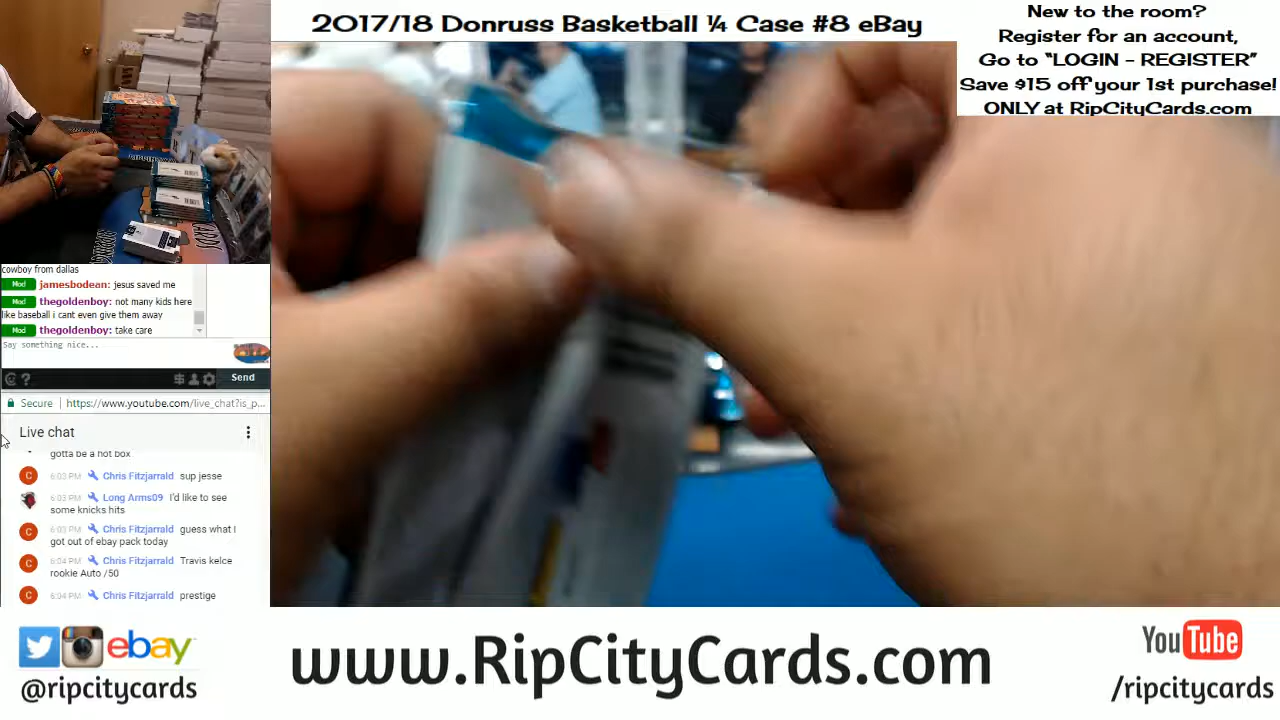 2017/18 Donruss Basketball ¼ Case #8 eBay
New to the room?
Register for an account,
Go to "LOGIN - REGISTER"
Save $15 off your 1st purchase!
ONLY at RipCityCards.com
CARDS
cowboy from dallas
Mod jamesbodean: jesus saved me
Mod thegoldenboy: not many kids here
like baseball i cant even give them away
Mod thegoldenboy: take care
Say something nice...
Send
Secure https://www.youtube.com/live_chat?is_p...
Live chat
gotta be a hot box
C 6:03 PM Chris Fitzjarrald sup jesse
6:03 PM Long Arms09 I'd like to see
some knicks hits
C 6:03 PM Chris Fitzjarrald guess what I
got out of ebay pack today
C 6:04 PM Chris Fitzjarrald Travis kelce
rookie Auto /50
C 6:04 PM Chris Fitzjarrald prestige
ebay
@ripcitycards
www.RipCityCards.com
YouTube
/ripcitycards